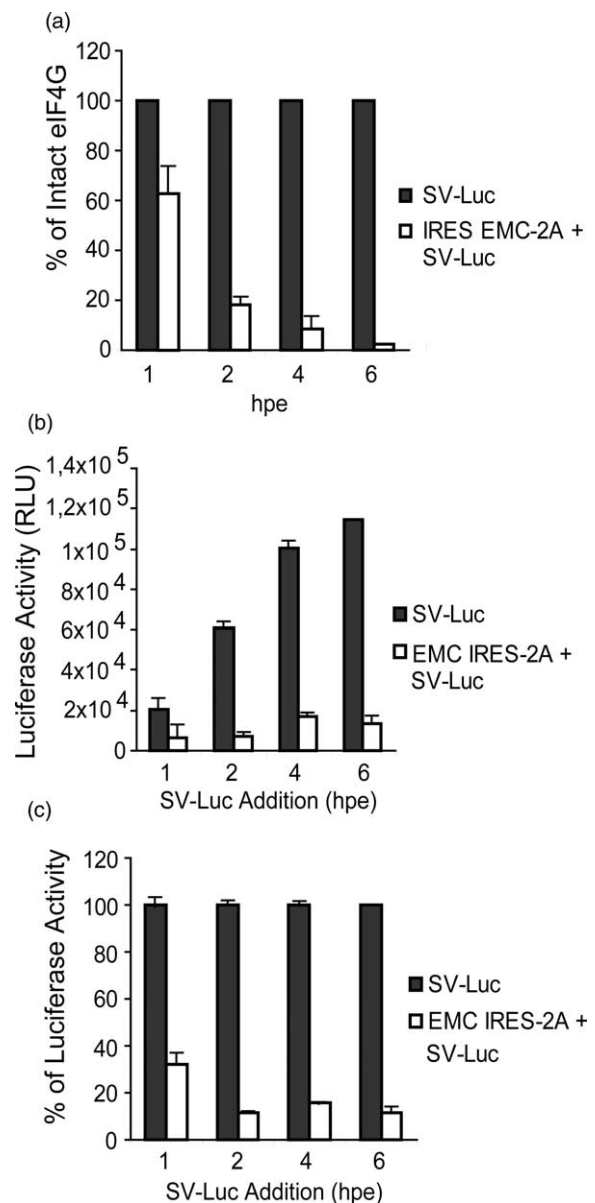 (a)
% of Intact eIF4G
120
100
80
60
40
20
0
1 2 4 6
hpe
SV-Luc
IRES EMC-2A +
SV-Luc
(b)
Luciferase Activity (RLU)
1,4x10 5
1,2x10 5
1x10 5
8x10 4
6x10 4
4x10 4
2x10 4
0
1 2 4 6
SV-Luc Addition (hpe)
SV-Luc
EMC IRES-2A +
SV-Luc
(c)
% of Luciferase Activity
120
100
80
60
40
20
0
1 2 4 6
SV-Luc Addition (hpe)
SV-Luc
EMC IRES-2A +
SV-Luc